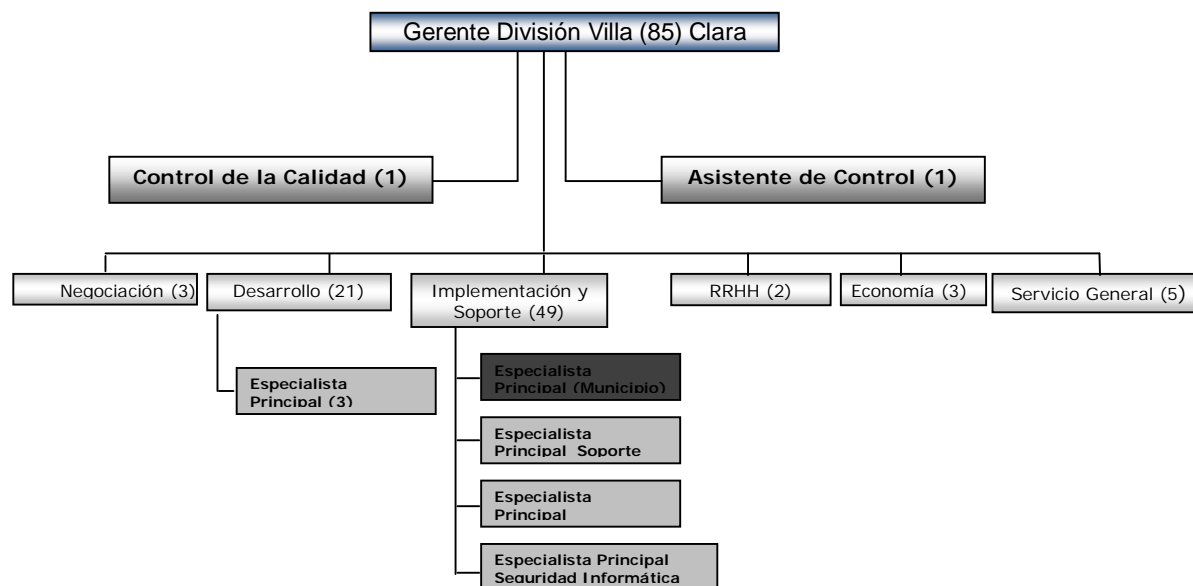 Gerente División Villa (85) Clara
Control de la Calidad (1)
Asistente de Control (1)
Negociación (3)
Desarrollo (21)
Implementación y
Soporte (49)
RRHH (2)
Economía (3)
Servicio General (5)
Especialista
Principal (3)
Especialista
Principal (Municipio)
Especialista
Principal Soporte
Especialista
Principal
Especialista Principal
Seguridad Informática